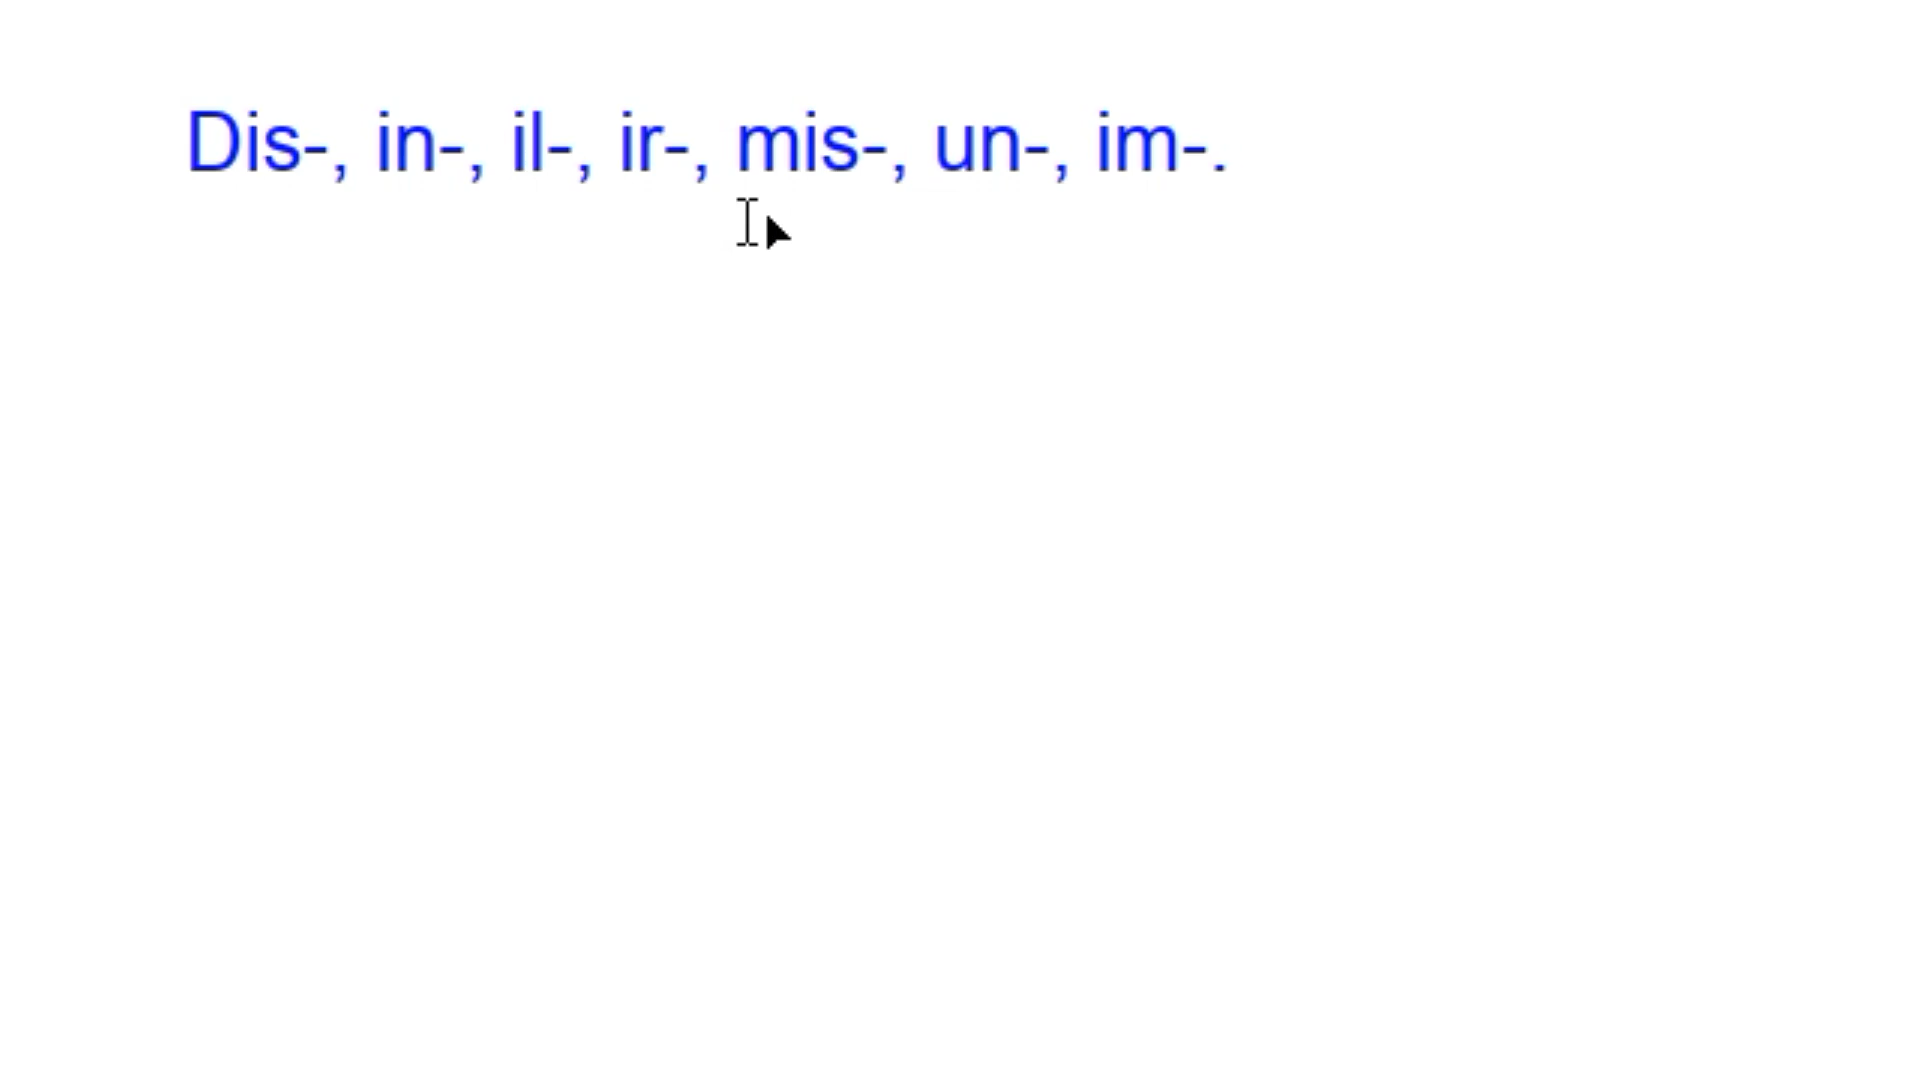 Dis-, in-, il-, ir-, mis-, un-, im-.